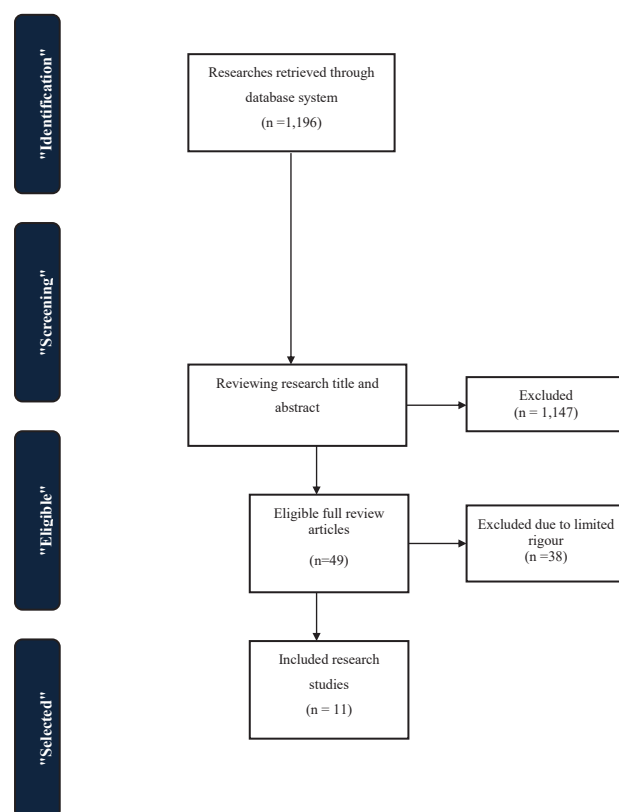 "Identification"
Researches retrieved through
database system
(n =1,196)
"Screening"
Reviewing research title and
abstract
Excluded
(n = 1,147)
"Eligible"
Eligible full review
articles
(n=49)
Excluded due to limited
rigour
(n =38)
"Selected"
Included research
studies
(n = 11)